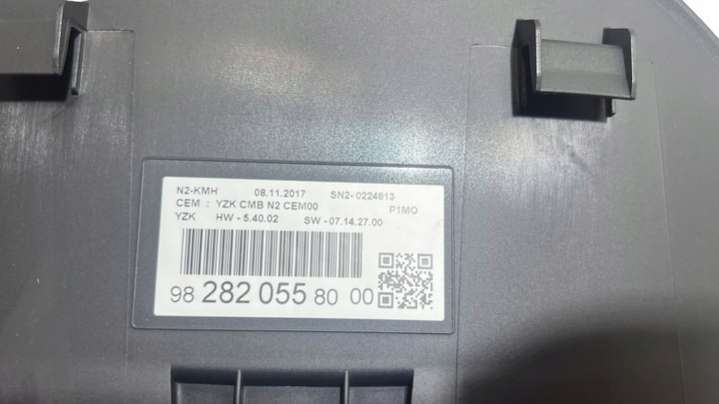 N2-KMH 08.11.2017 SN2-0224613
CEM : YZK CMB N2 CEM00 P1MO
YZK HW - 5.40.02 SW -07.14.27.00
98 282 055 80 00